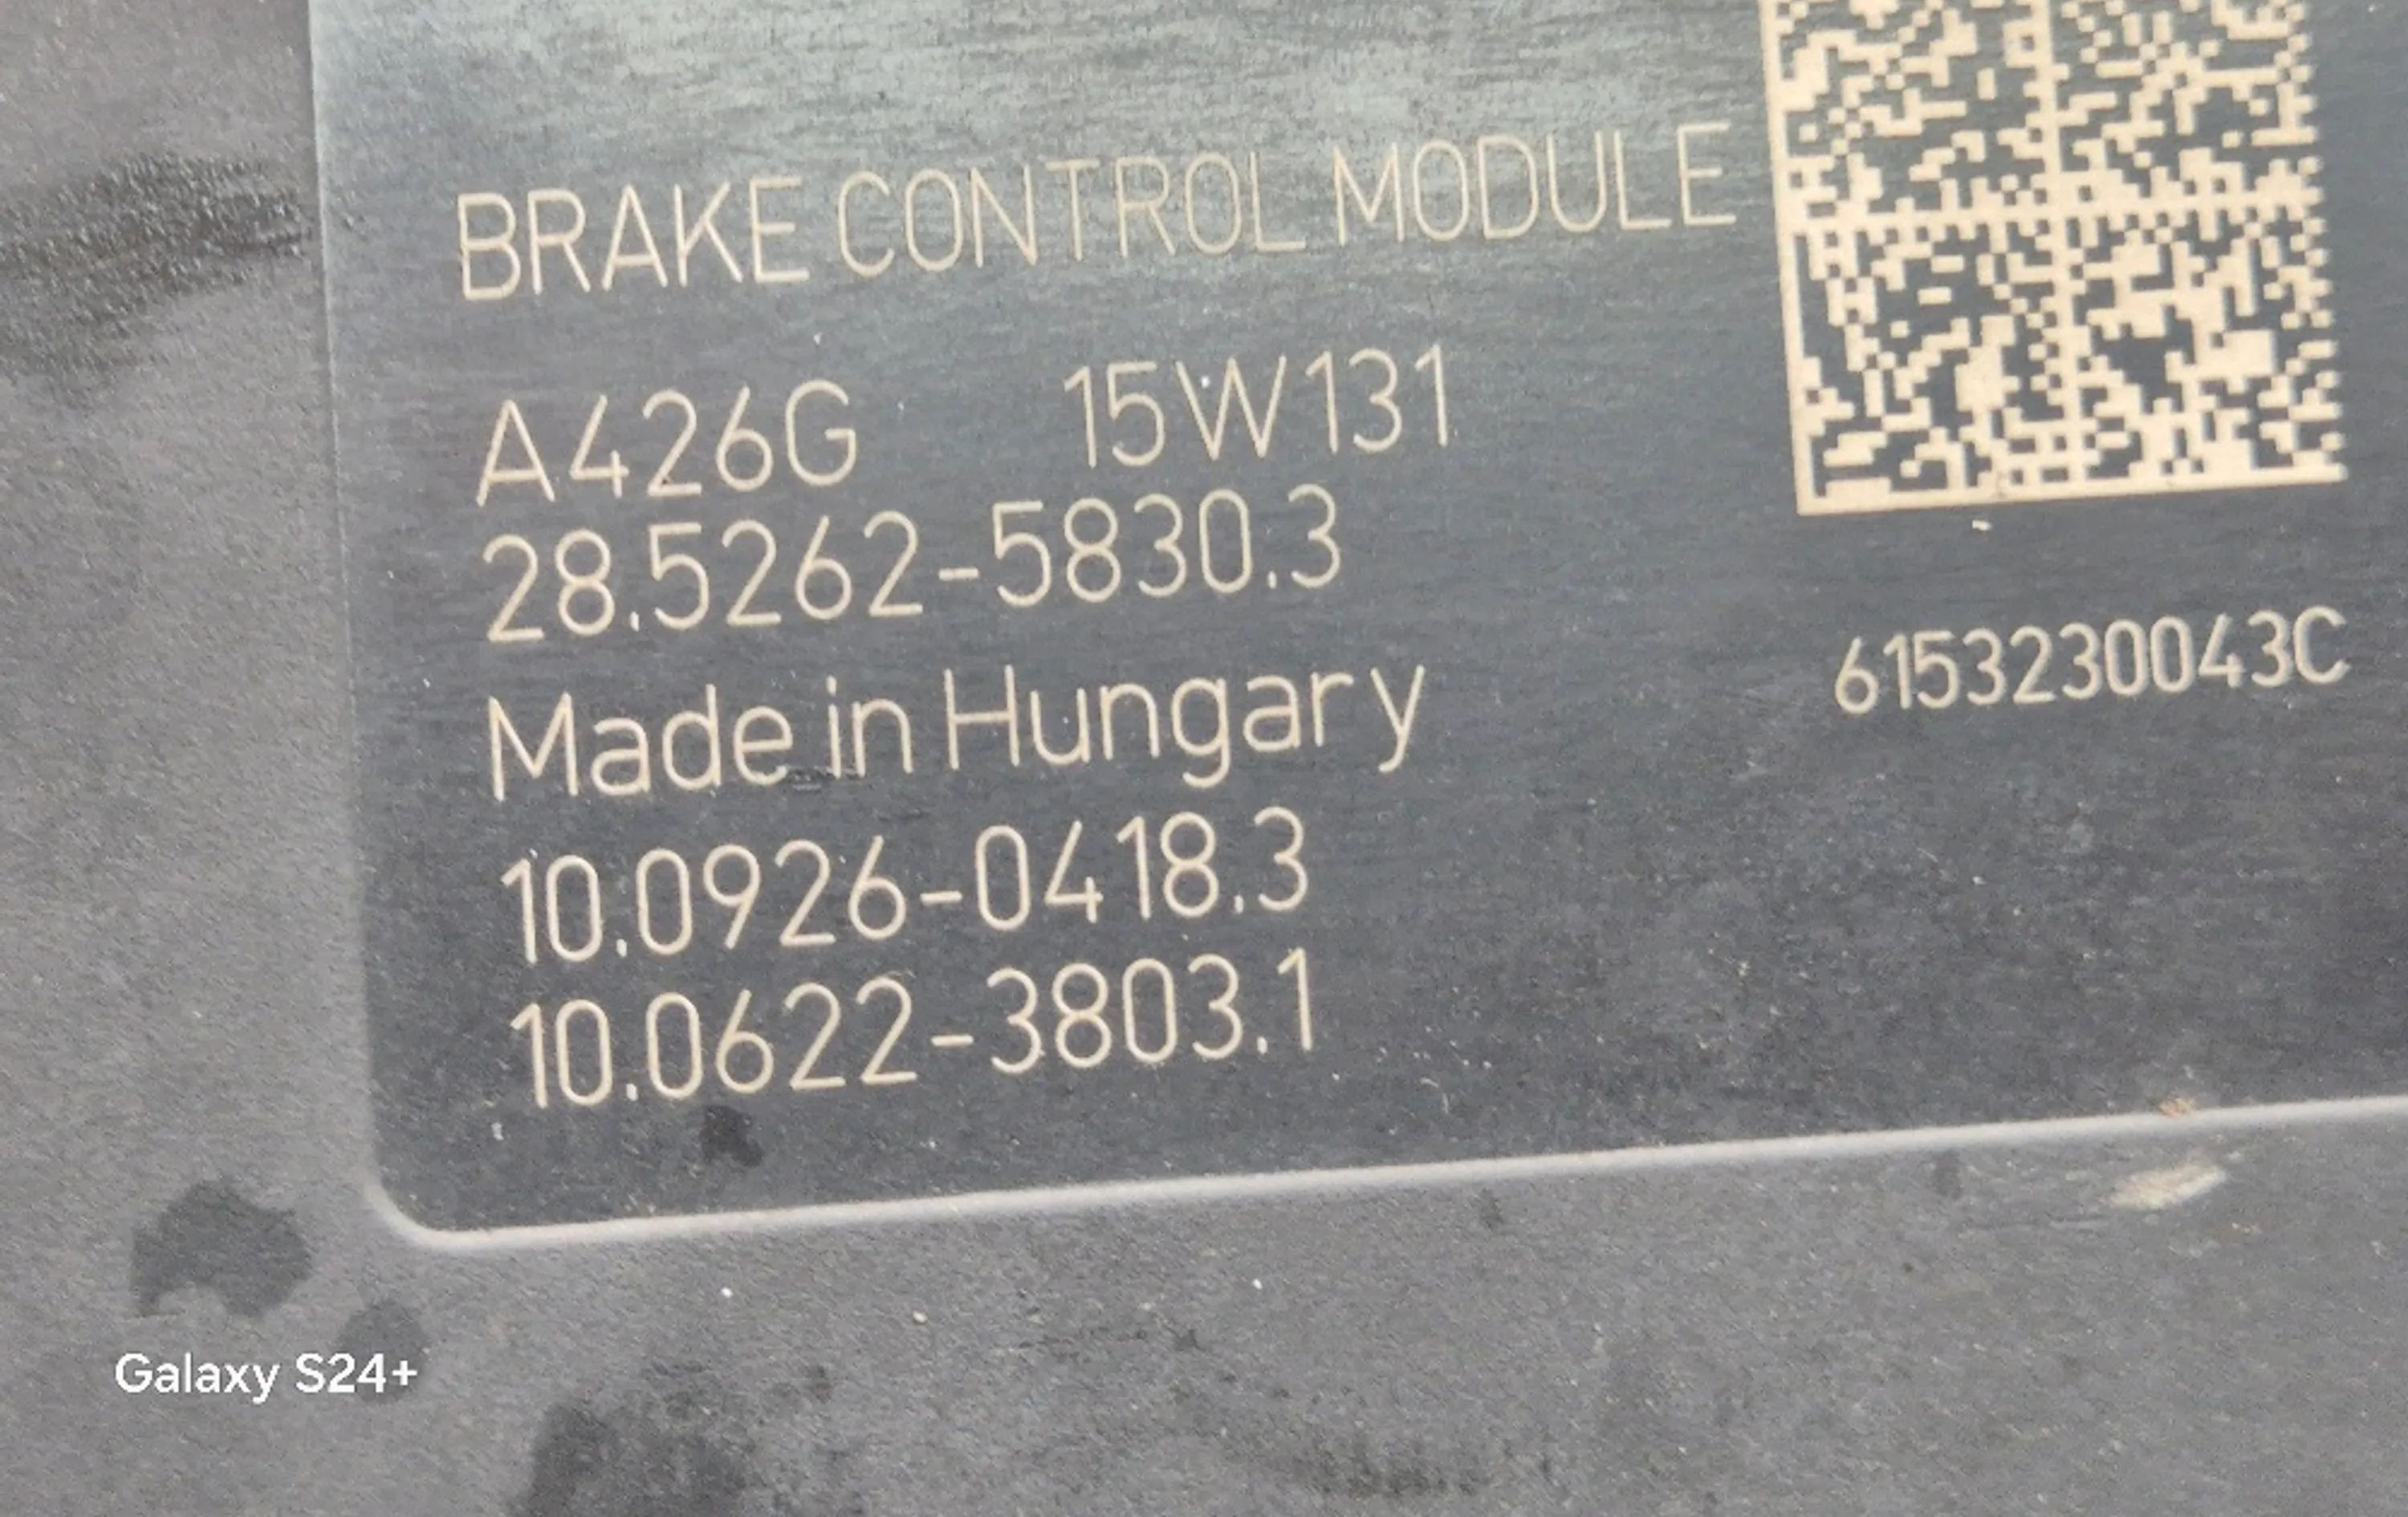 BRAKE CONTROL MODULE
A426G 15W131
28.5262-5830.3
Made in Hungary
6153230043C
10.0926-0418.3
10.0622-3803.1
Galaxy S24+